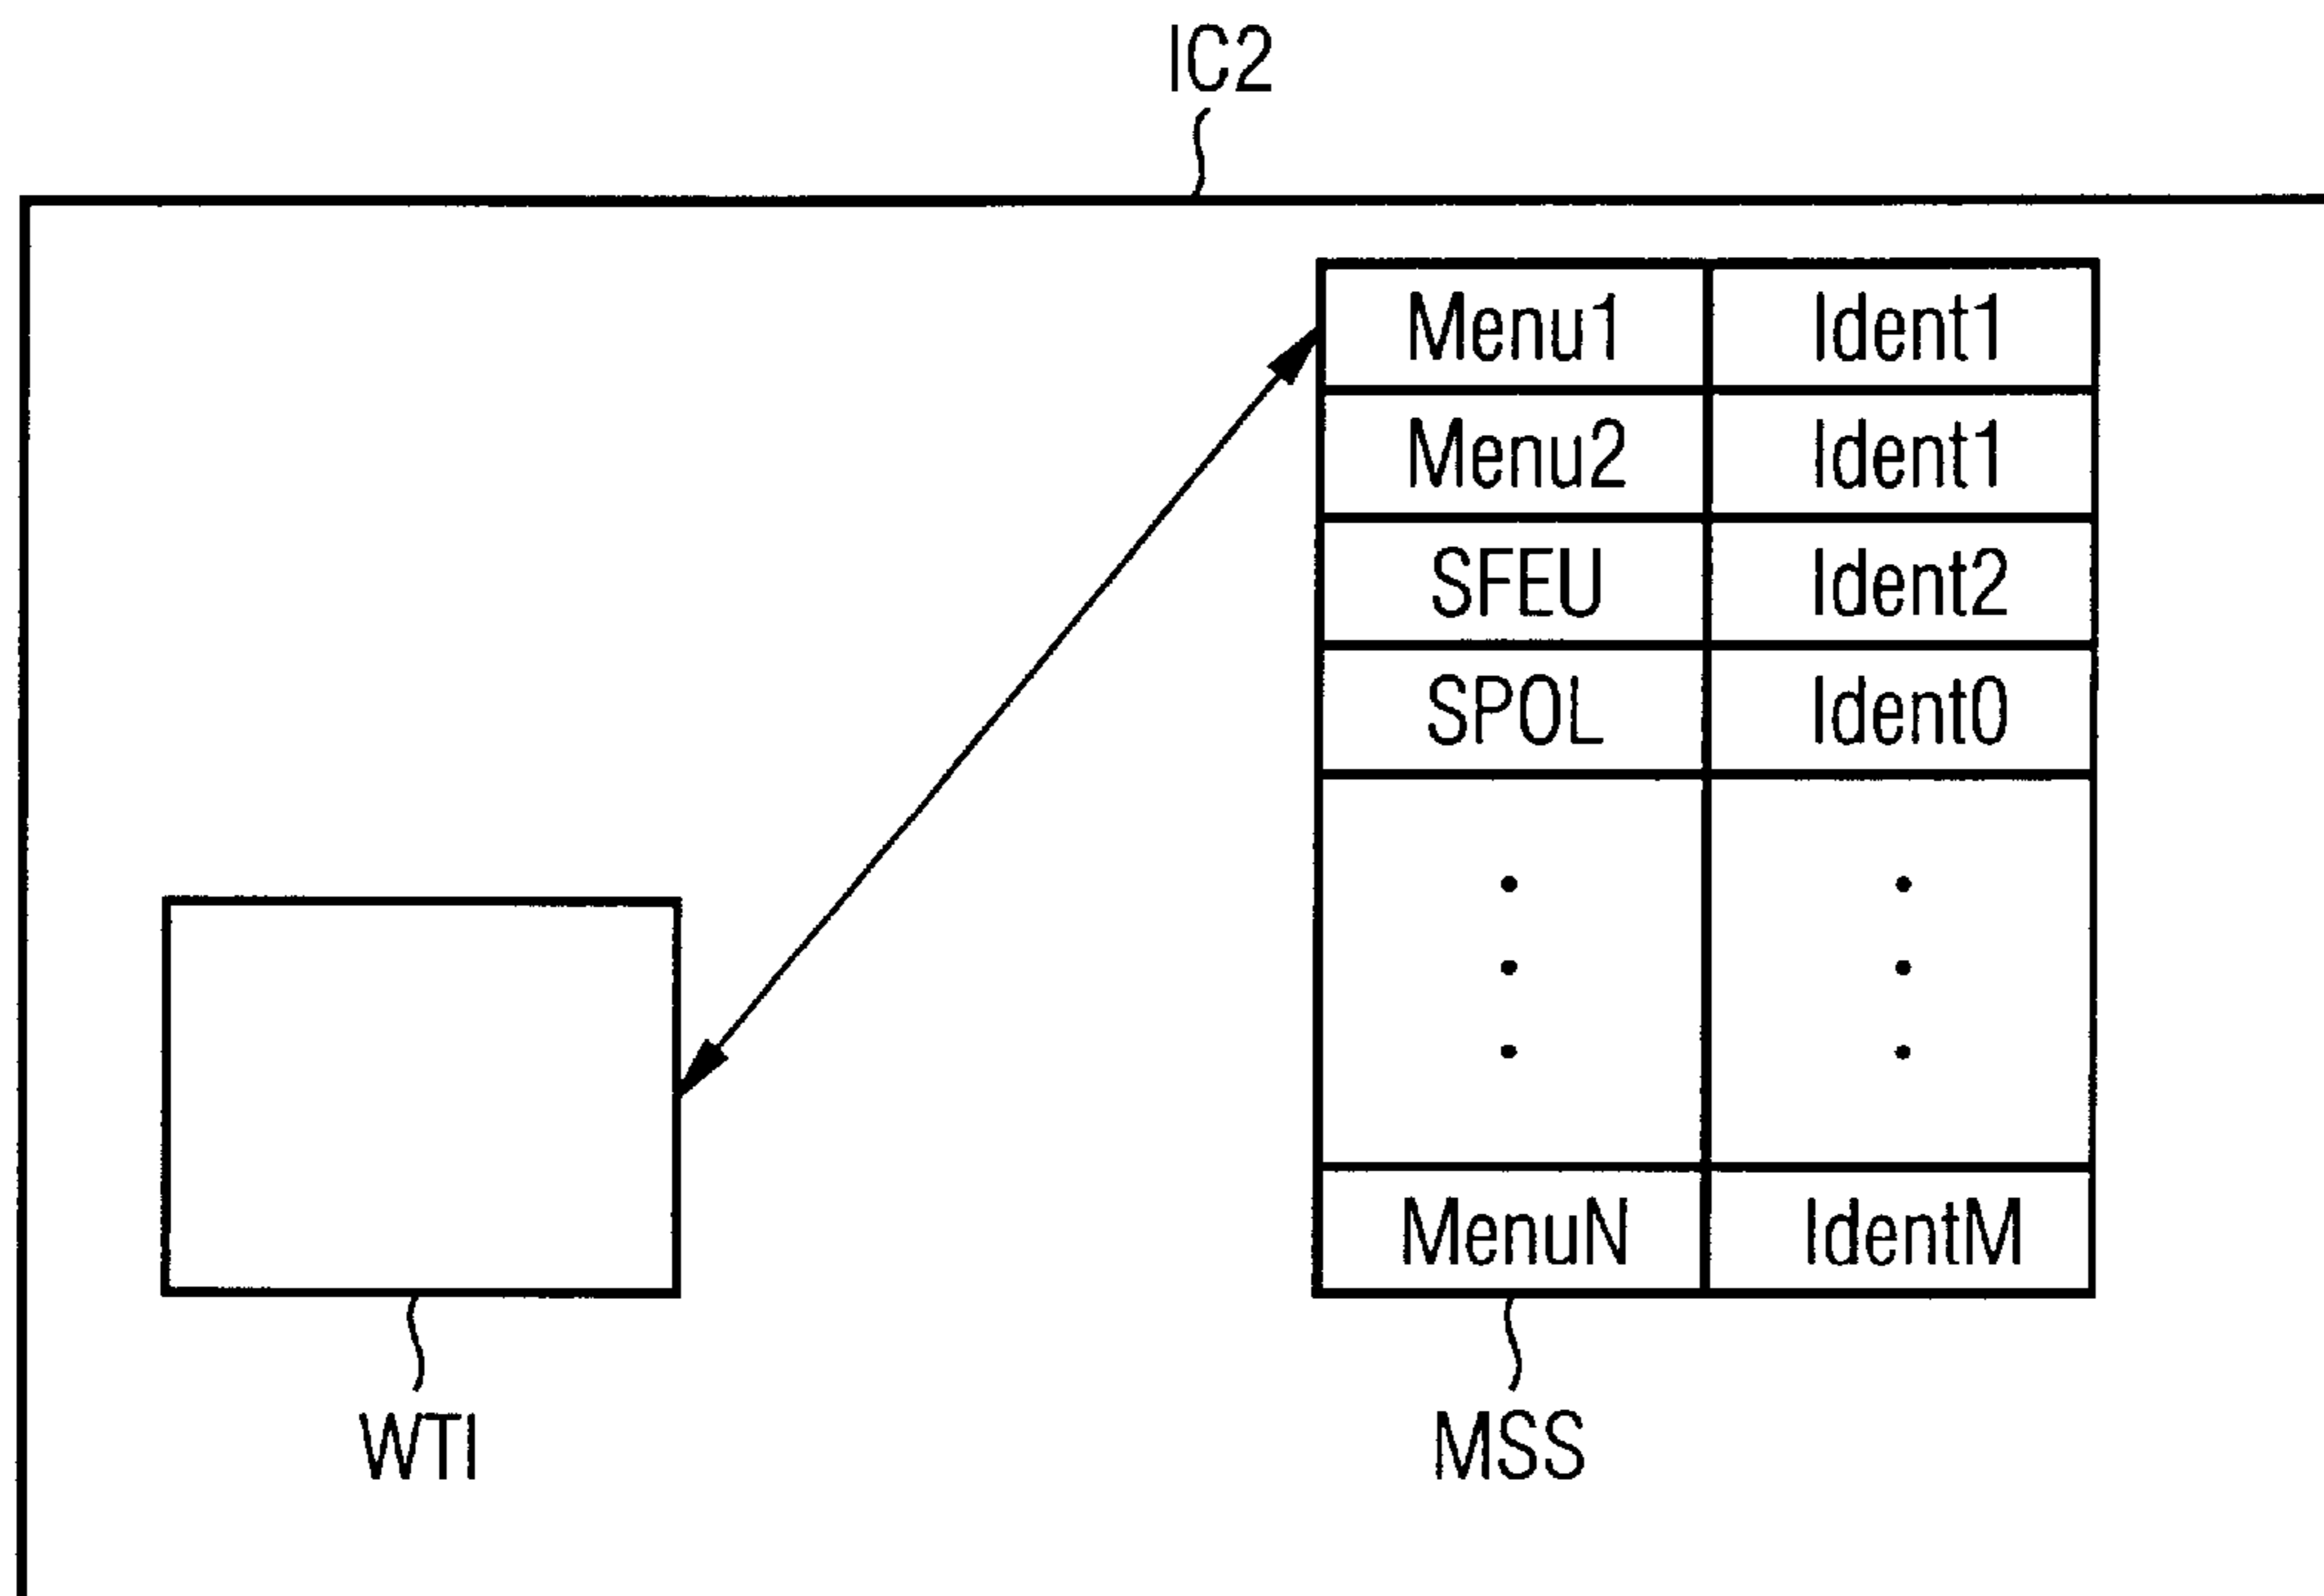 IC2
Menu1 Ident1
Menu2 Ident1
SFEU Ident2
SPOL Ident0
MenuN IdentM
WTI MSS